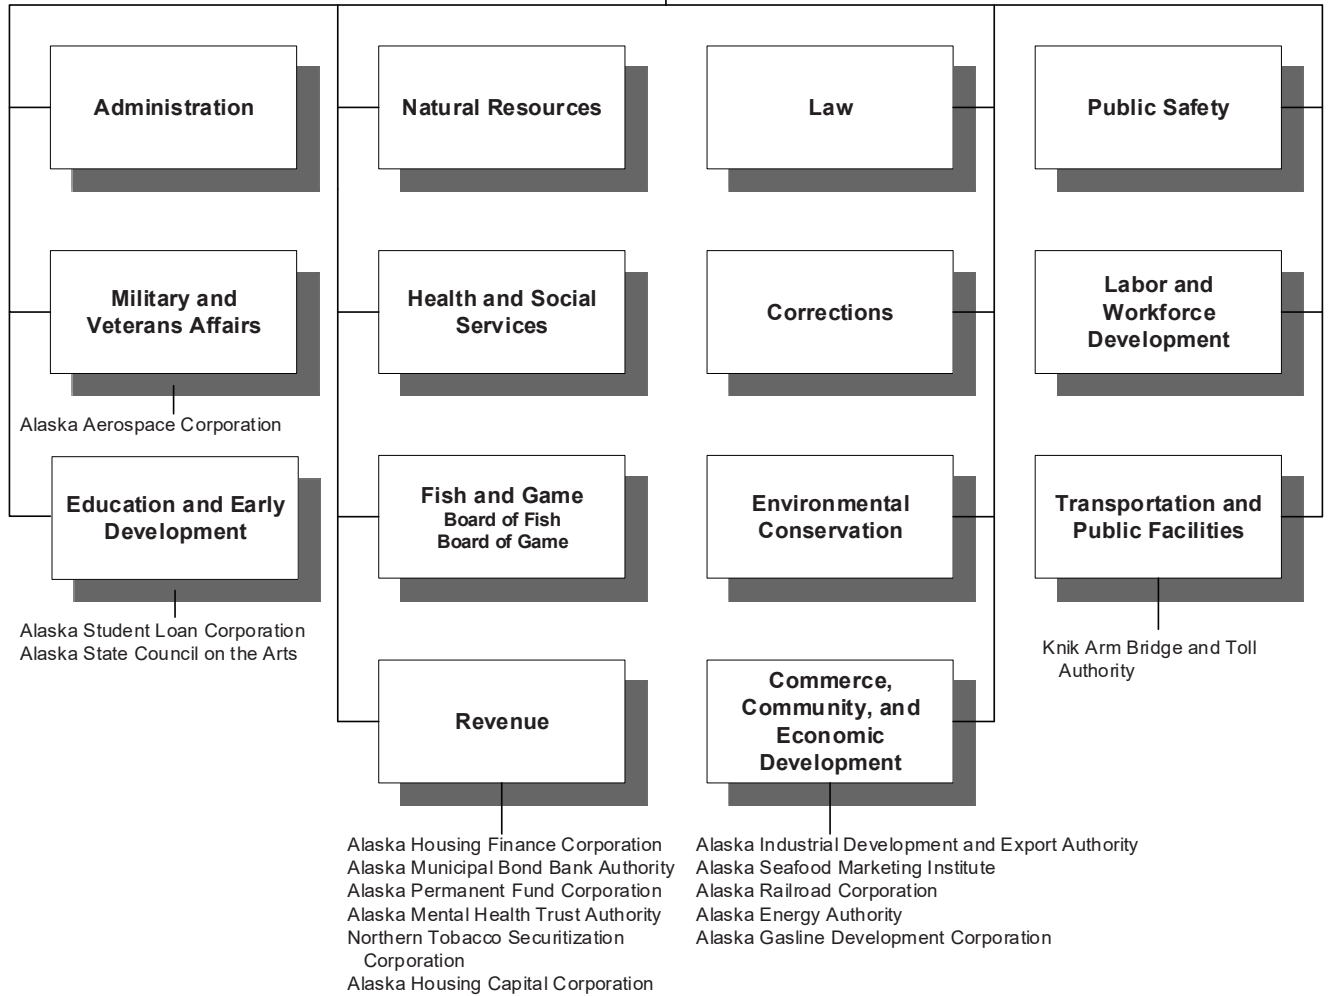 Administration
Natural Resources
Law
Public Safety
Military and
Veterans Affairs
Health and Social
Services
Corrections
Labor and
Workforce
Development
Alaska Aerospace Corporation
Education and Early
Development
Fish and Game
Board of Fish
Board of Game
Environmental
Conservation
Transportation and
Public Facilities
Alaska Student Loan Corporation
Alaska State Council on the Arts
Knik Arm Bridge and Toll
Authority
Revenue
Commerce,
Community, and
Economic
Development
Alaska Housing Finance Corporation
Alaska Municipal Bond Bank Authority
Alaska Permanent Fund Corporation
Alaska Mental Health Trust Authority
Northern Tobacco Securitization
Corporation
Alaska Housing Capital Corporation
Alaska Industrial Development and Export Authority
Alaska Seafood Marketing Institute
Alaska Railroad Corporation
Alaska Energy Authority
Alaska Gasline Development Corporation